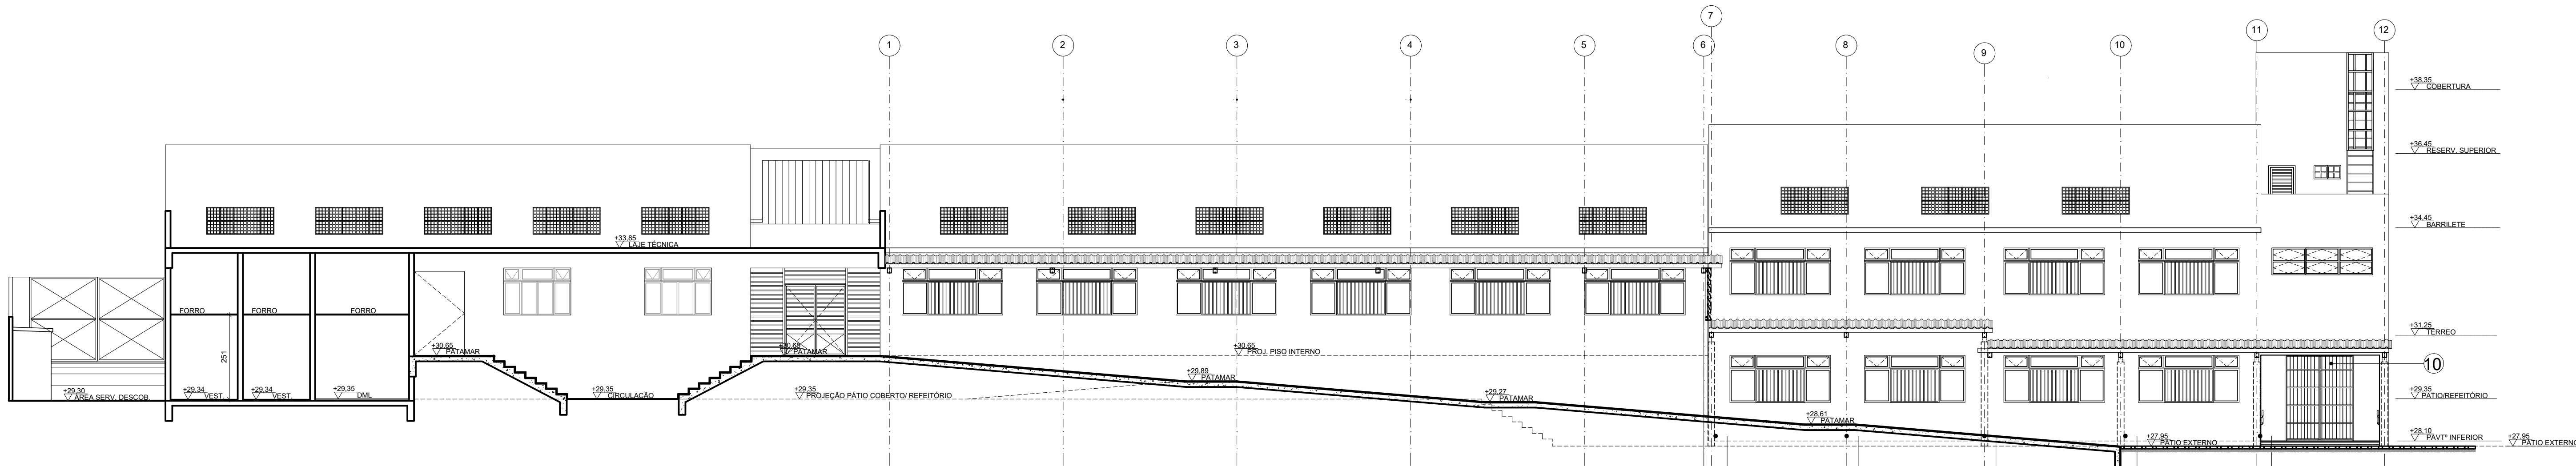 7
1
2
3
4
5
6
8
9
10
11
12
+38,35
COBERTURA
+36,45
RESERV. SUPERIOR
+34,45
BARRILETE
+33,85
LAJE TÉCNICA
FORRO
FORRO
FORRO
251
+31,25
TÉRREO
+30,65
PATAMAR
+30,65
PATAMAR
+30,65
PROJ. PISO INTERNO
10
+29,89
PATAMAR
+29,30
ÁREA SERV. DESCOB.
+29,34
VEST.
+29,34
VEST.
+29,35
DML
+29,35
CIRCULAÇÃO
+29,35
PROJEÇÃO PÁTIO COBERTO/ REFEITÓRIO
+29,27
PATAMAR
+29,35
PÁTIO/REFEITÓRIO
+28,61
PATAMAR
+27,95
PÁTIO EXTERNO
+28,10
PAVTº INFERIOR
+27,95
PÁTIO EXTERNO